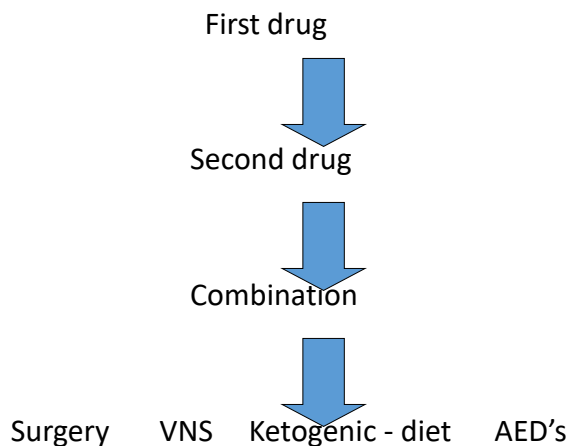 First drug
Second drug
Combination
Surgery VNS Ketogenic - diet AED's